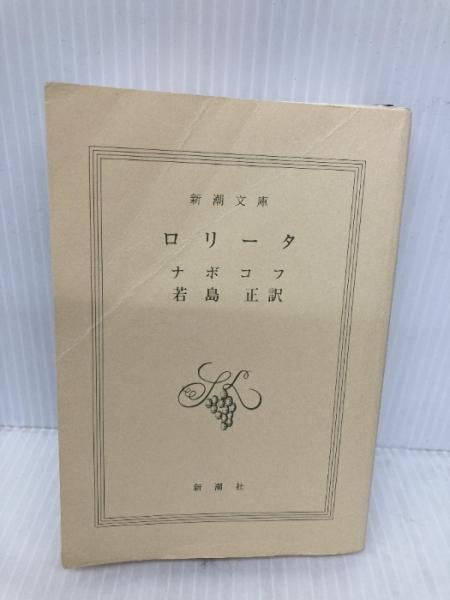 新潮文庫
ロリータ
ナボコフ
若島 正訳
新潮社